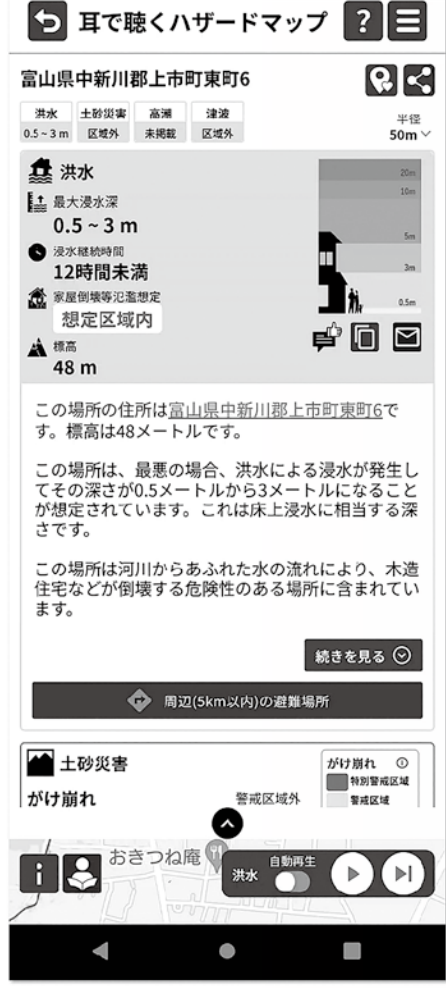 耳で聴くハザードマップ
?
富山県中新川郡上市町東町6
洪水 土砂災害 高潮 津波
0.5~3m 区域外 未掲載 区域外
半径
50m
洪水
最大浸水深
0.5 ~ 3 m
浸水継続時間
12時間未満
家屋倒壊等氾濫想定
想定区域内
標高
48 m
20m
10m
5m
3m
0.5m
この場所の住所は富山県中新川郡上市町東町6で
す。標高は48メートルです。
この場所は、最悪の場合、洪水による浸水が発生し
てその深さが0.5メートルから3メートルになること
が想定されています。これは床上浸水に相当する深
さです。
この場所は河川からあふれた水の流れにより、木造
住宅などが倒壊する危険性のある場所に含まれてい
ます。
続きを見る
周辺(5km以内)の避難場所
土砂災害
がけ崩れ 警戒区域外
がけ崩れ
特別警戒区域
警戒区域
おきつね庵
洪水
自動再生